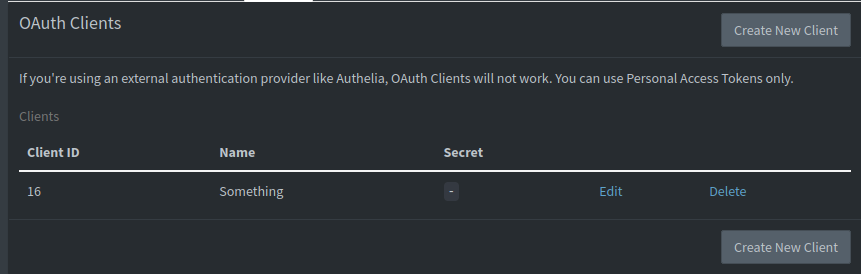 OAuth Clients
Create New Client
If you're using an external authentication provider like Authelia, OAuth Clients will not work. You can use Personal Access Tokens only.
Clients
Client ID Name Secret
16 Something - Edit Delete
Create New Client